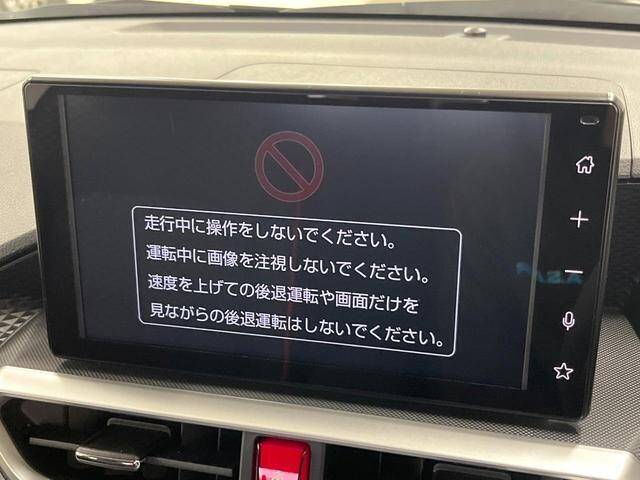 走行中に操作をしないでください。
運転中に画像を注視しないでください。
速度を上げての後退運転や画面だけを
見ながらの後退運転はしないでください。